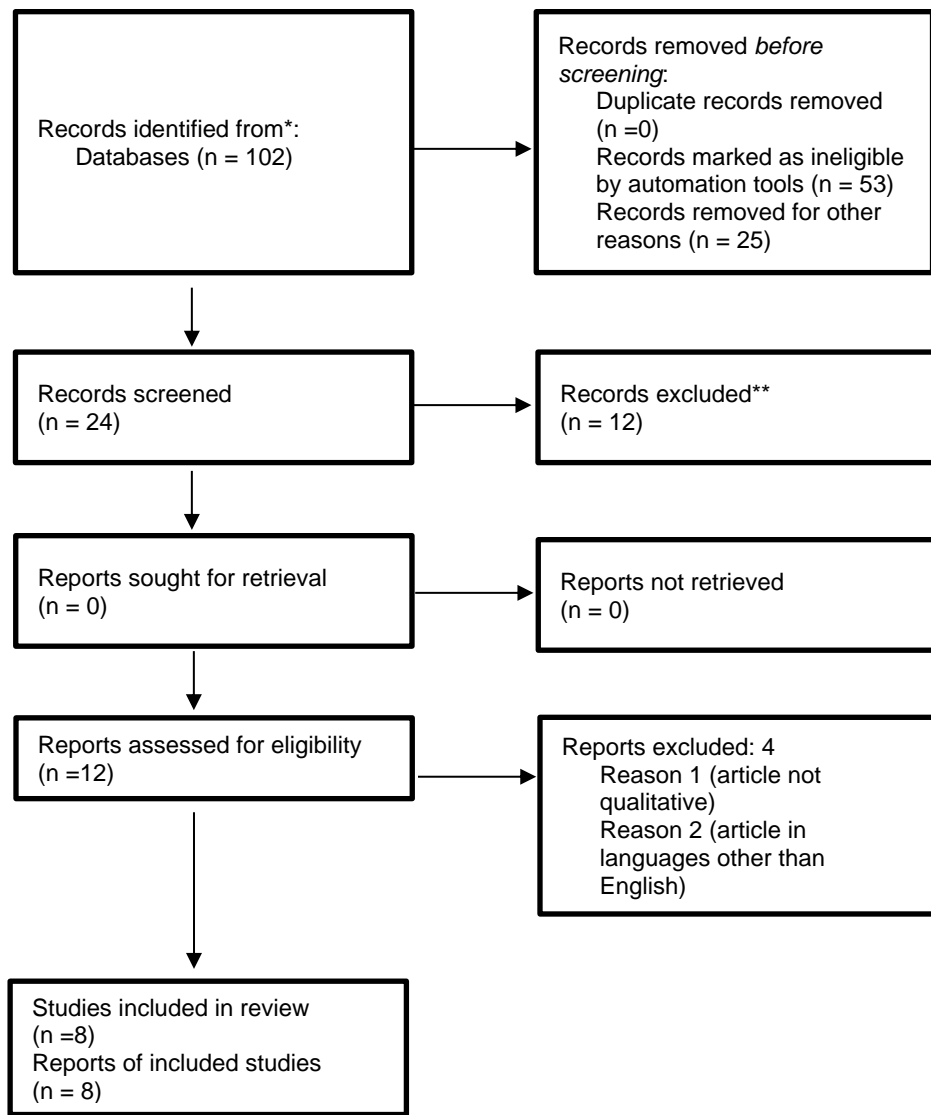 Records identified from*:
Databases (n = 102)
Records removed before
screening:
Duplicate records removed
(n =0)
Records marked as ineligible
by automation tools (n = 53)
Records removed for other
reasons (n = 25)
Records screened
(n = 24)
Records excluded**
(n = 12)
Reports sought for retrieval
(n = 0)
Reports not retrieved
(n = 0)
Reports assessed for eligibility
(n =12)
Reports excluded: 4
Reason 1 (article not
qualitative)
Reason 2 (article in
languages other than
English)
Studies included in review
(n =8)
Reports of included studies
(n = 8)